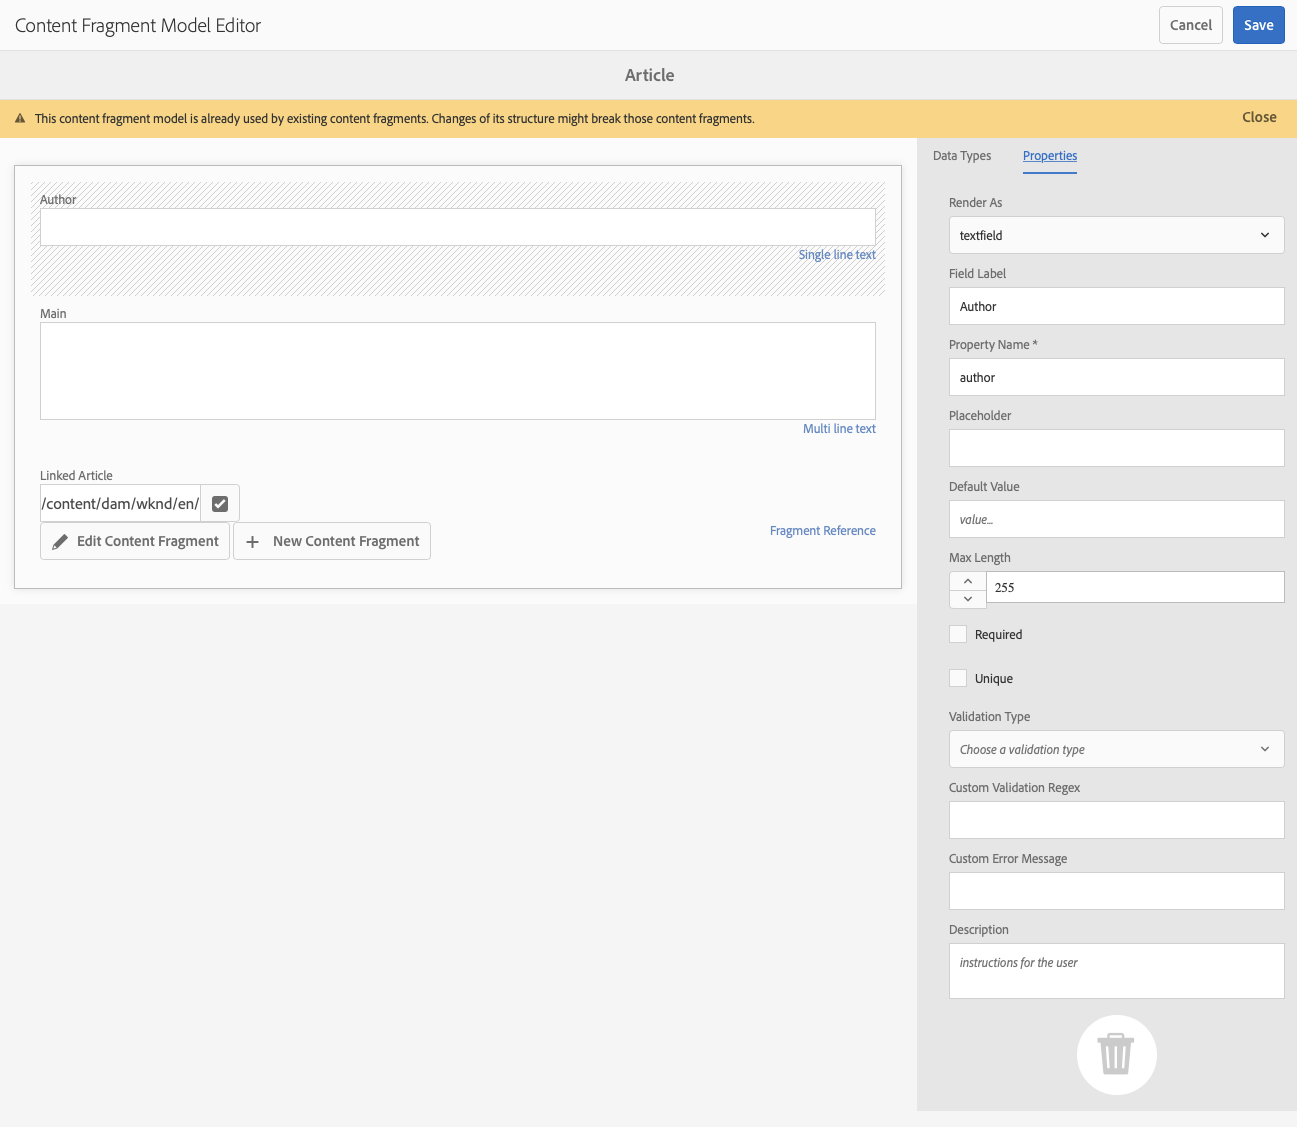 Content Fragment Model Editor
Cancel
Save
Article
This content fragment model is already used by existing content fragments. Changes of its structure might break those content fragments.
Close
Author
Single line text
Main
Multi line text
Linked Article
/content/dam/wknd/en/
Edit Content Fragment
New Content Fragment
Fragment Reference
Data Types
Properties
Render As
textfield
Field Label
Author
Property Name *
author
Placeholder
Default Value
value...
Max Length
255
Required
Unique
Validation Type
Choose a validation type
Custom Validation Regex
Custom Error Message
Description
instructions for the user